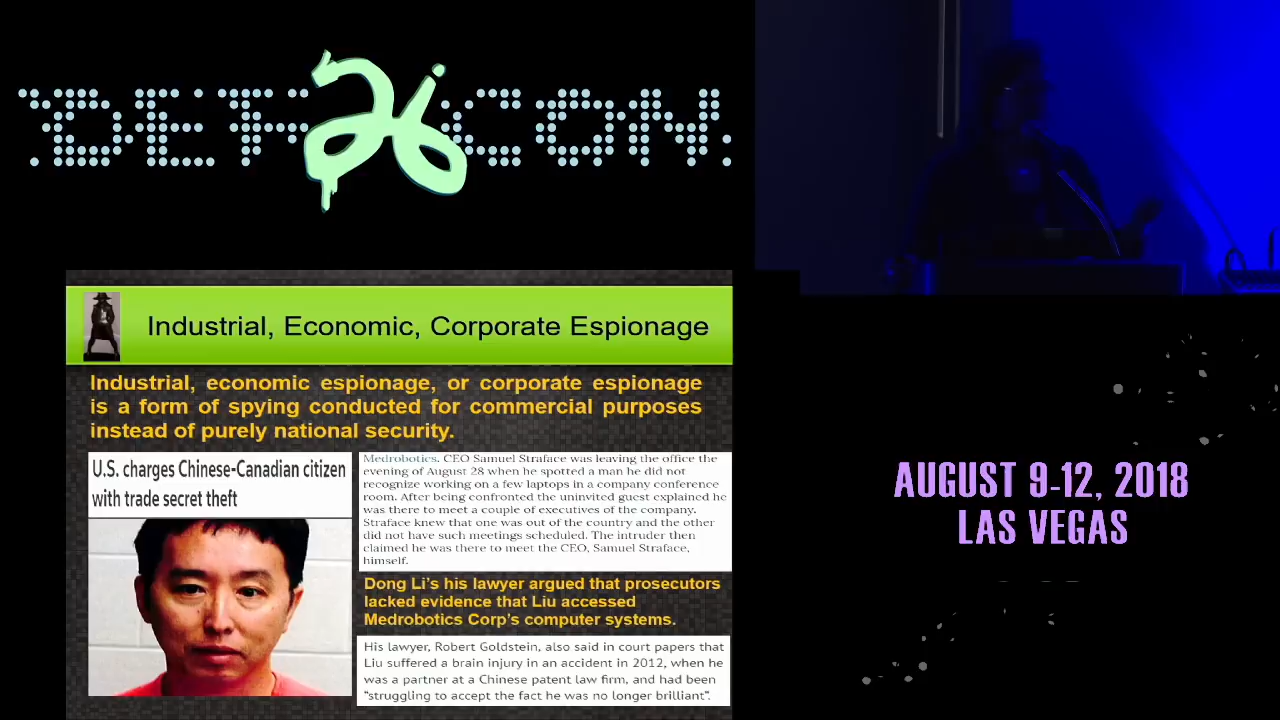 DEF 26 CON
Industrial, Economic, Corporate Espionage
Industrial, economic espionage, or corporate espionage
is a form of spying conducted for commercial purposes
instead of purely national security.
U.S. charges Chinese-Canadian citizen
with trade secret theft
Medrobotics. CEO Samuel Straface was leaving the office the
evening of August 28 when he spotted a man he did not
recognize working on a few laptops in a company conference
room. After being confronted the uninvited guest explained he
was there to meet a couple of executives of the company.
Straface knew that one was out of the country and the other
did not have such meetings scheduled. The intruder then
claimed he was there to meet the CEO, Samuel Straface,
himself.
Dong Li's his lawyer argued that prosecutors
lacked evidence that Liu accessed
Medrobotics Corp's computer systems.
His lawyer, Robert Goldstein, also said in court papers that
Liu suffered a brain injury in an accident in 2012, when he
was a partner at a Chinese patent law firm, and had been
“struggling to accept the fact he was no longer brilliant”.
AUGUST 9-12, 2018
LAS VEGAS